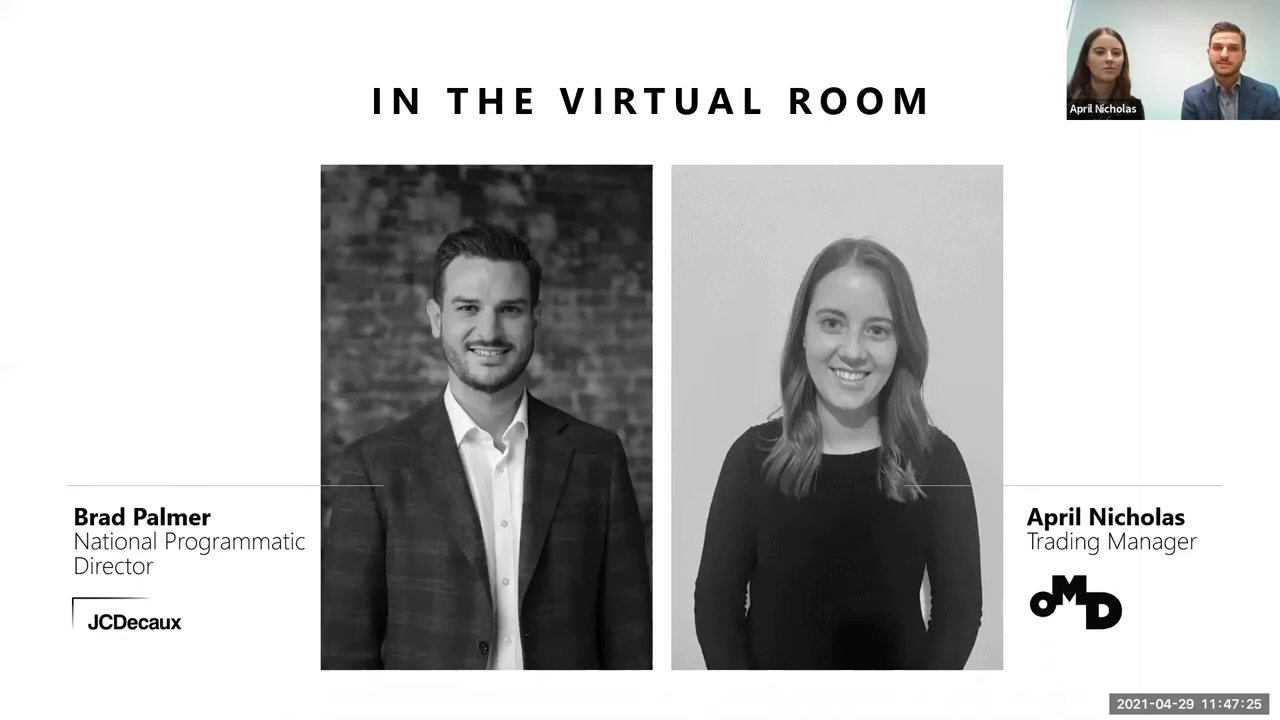 IN THE VIRTUAL ROOM
April Nicholas
Brad Palmer
National Programmatic
Director
JCDecaux
April Nicholas
Trading Manager
OMD
2021-04-29 11:47:25